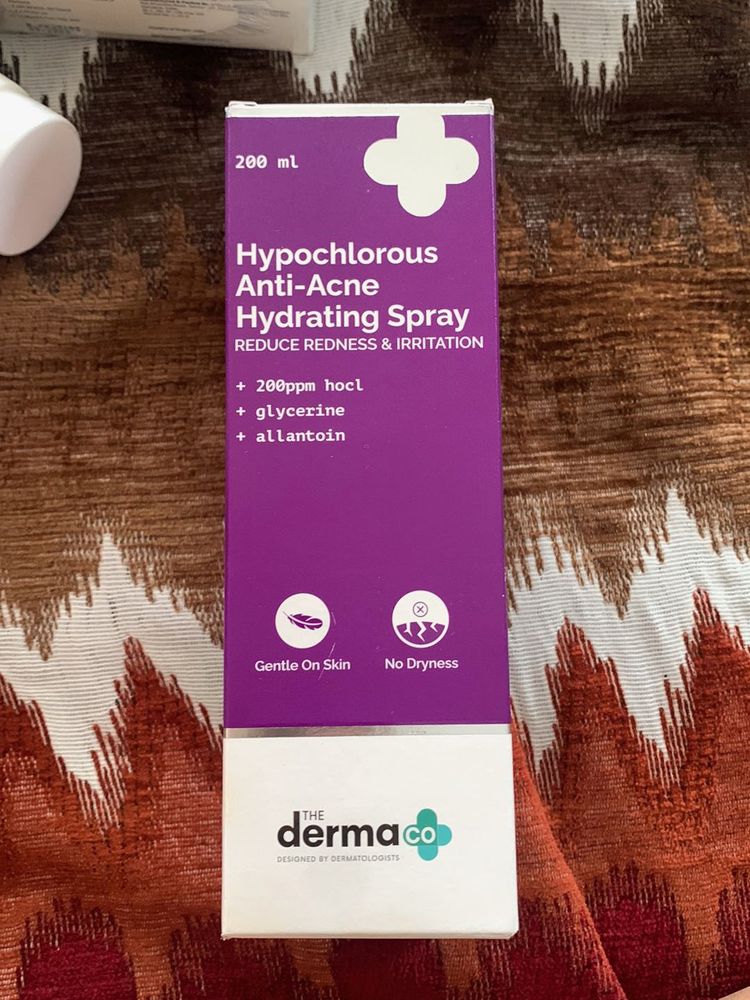 200 ml
Hypochlorous
Anti-Acne
Hydrating Spray
REDUCE REDNESS & IRRITATION
+ 200ppm hocl
+ glycerine
+ allantoin
Gentle On Skin
No Dryness
THE
derma co
DESIGNED BY DERMATOLOGISTS